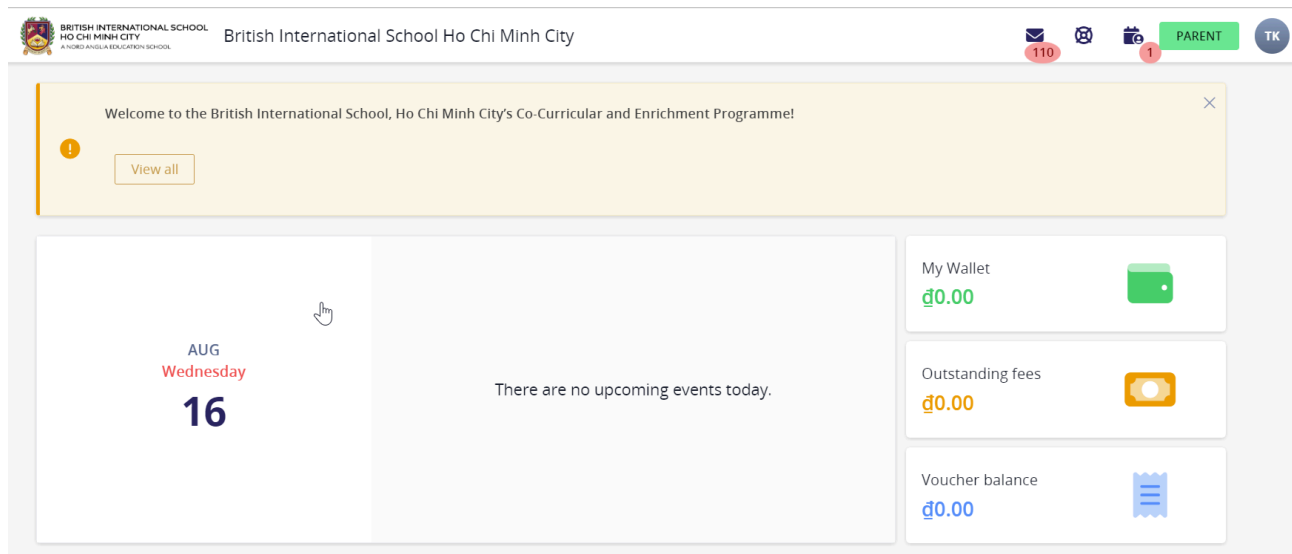 BRITISH INTERNATIONAL SCHOOL
HO CHI MINH CITY
A NORD ANGLIA EDUCATION SCHOOL
British International School Ho Chi Minh City
110
1
PARENT
TK
Welcome to the British International School, Ho Chi Minh City's Co-Curricular and Enrichment Programme!
View all
AUG
Wednesday
16
There are no upcoming events today.
My Wallet
₫0.00
Outstanding fees
₫0.00
Voucher balance
₫0.00